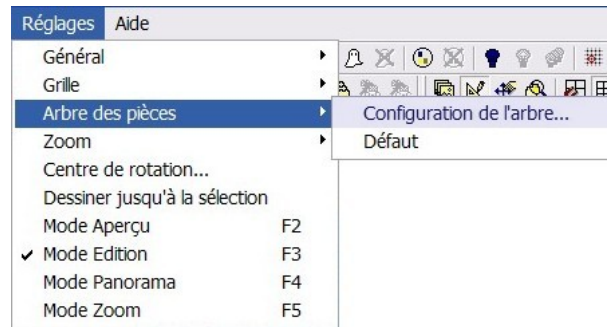 Réglages Aide
Général
Grille
Arbre des pièces Configuration de l'arbre...
Zoom Défaut
Centre de rotation...
Dessiner jusqu'à la sélection
Mode Aperçu F2
Mode Edition F3
Mode Panorama F4
Mode Zoom F5